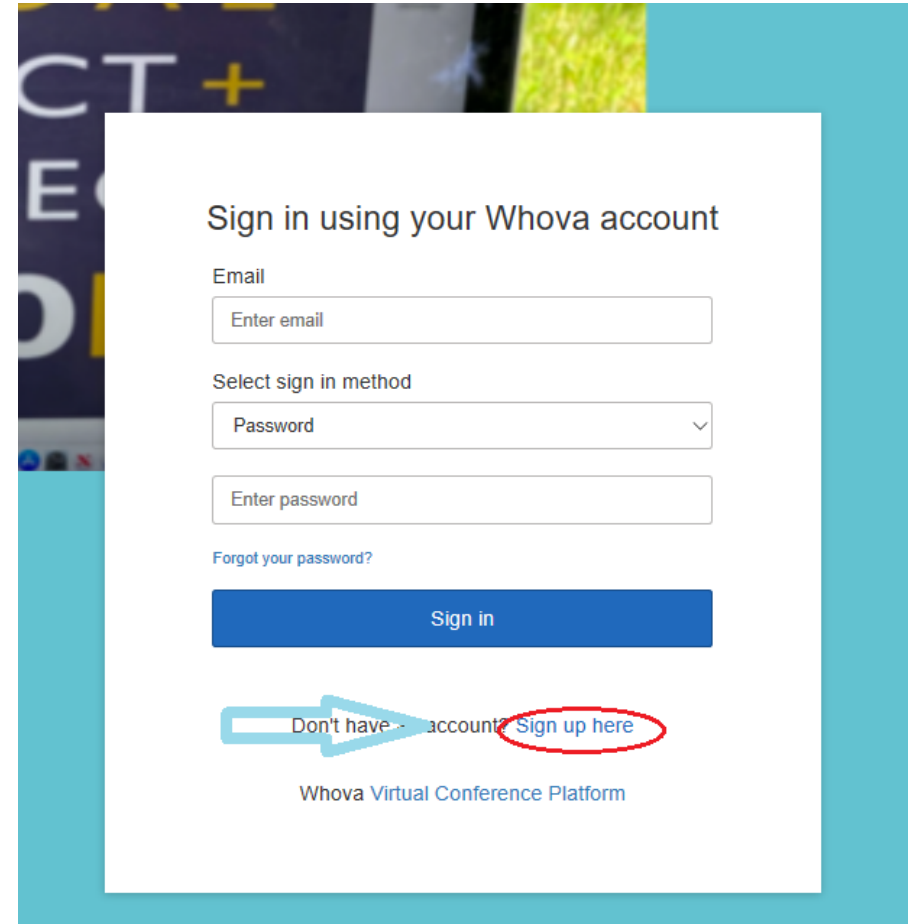 CT+
Sign in using your Whova account
Email
Enter email
Select sign in method
Password
Enter password
Forgot your password?
Sign in
Don't have account? Sign up here
Whova Virtual Conference Platform